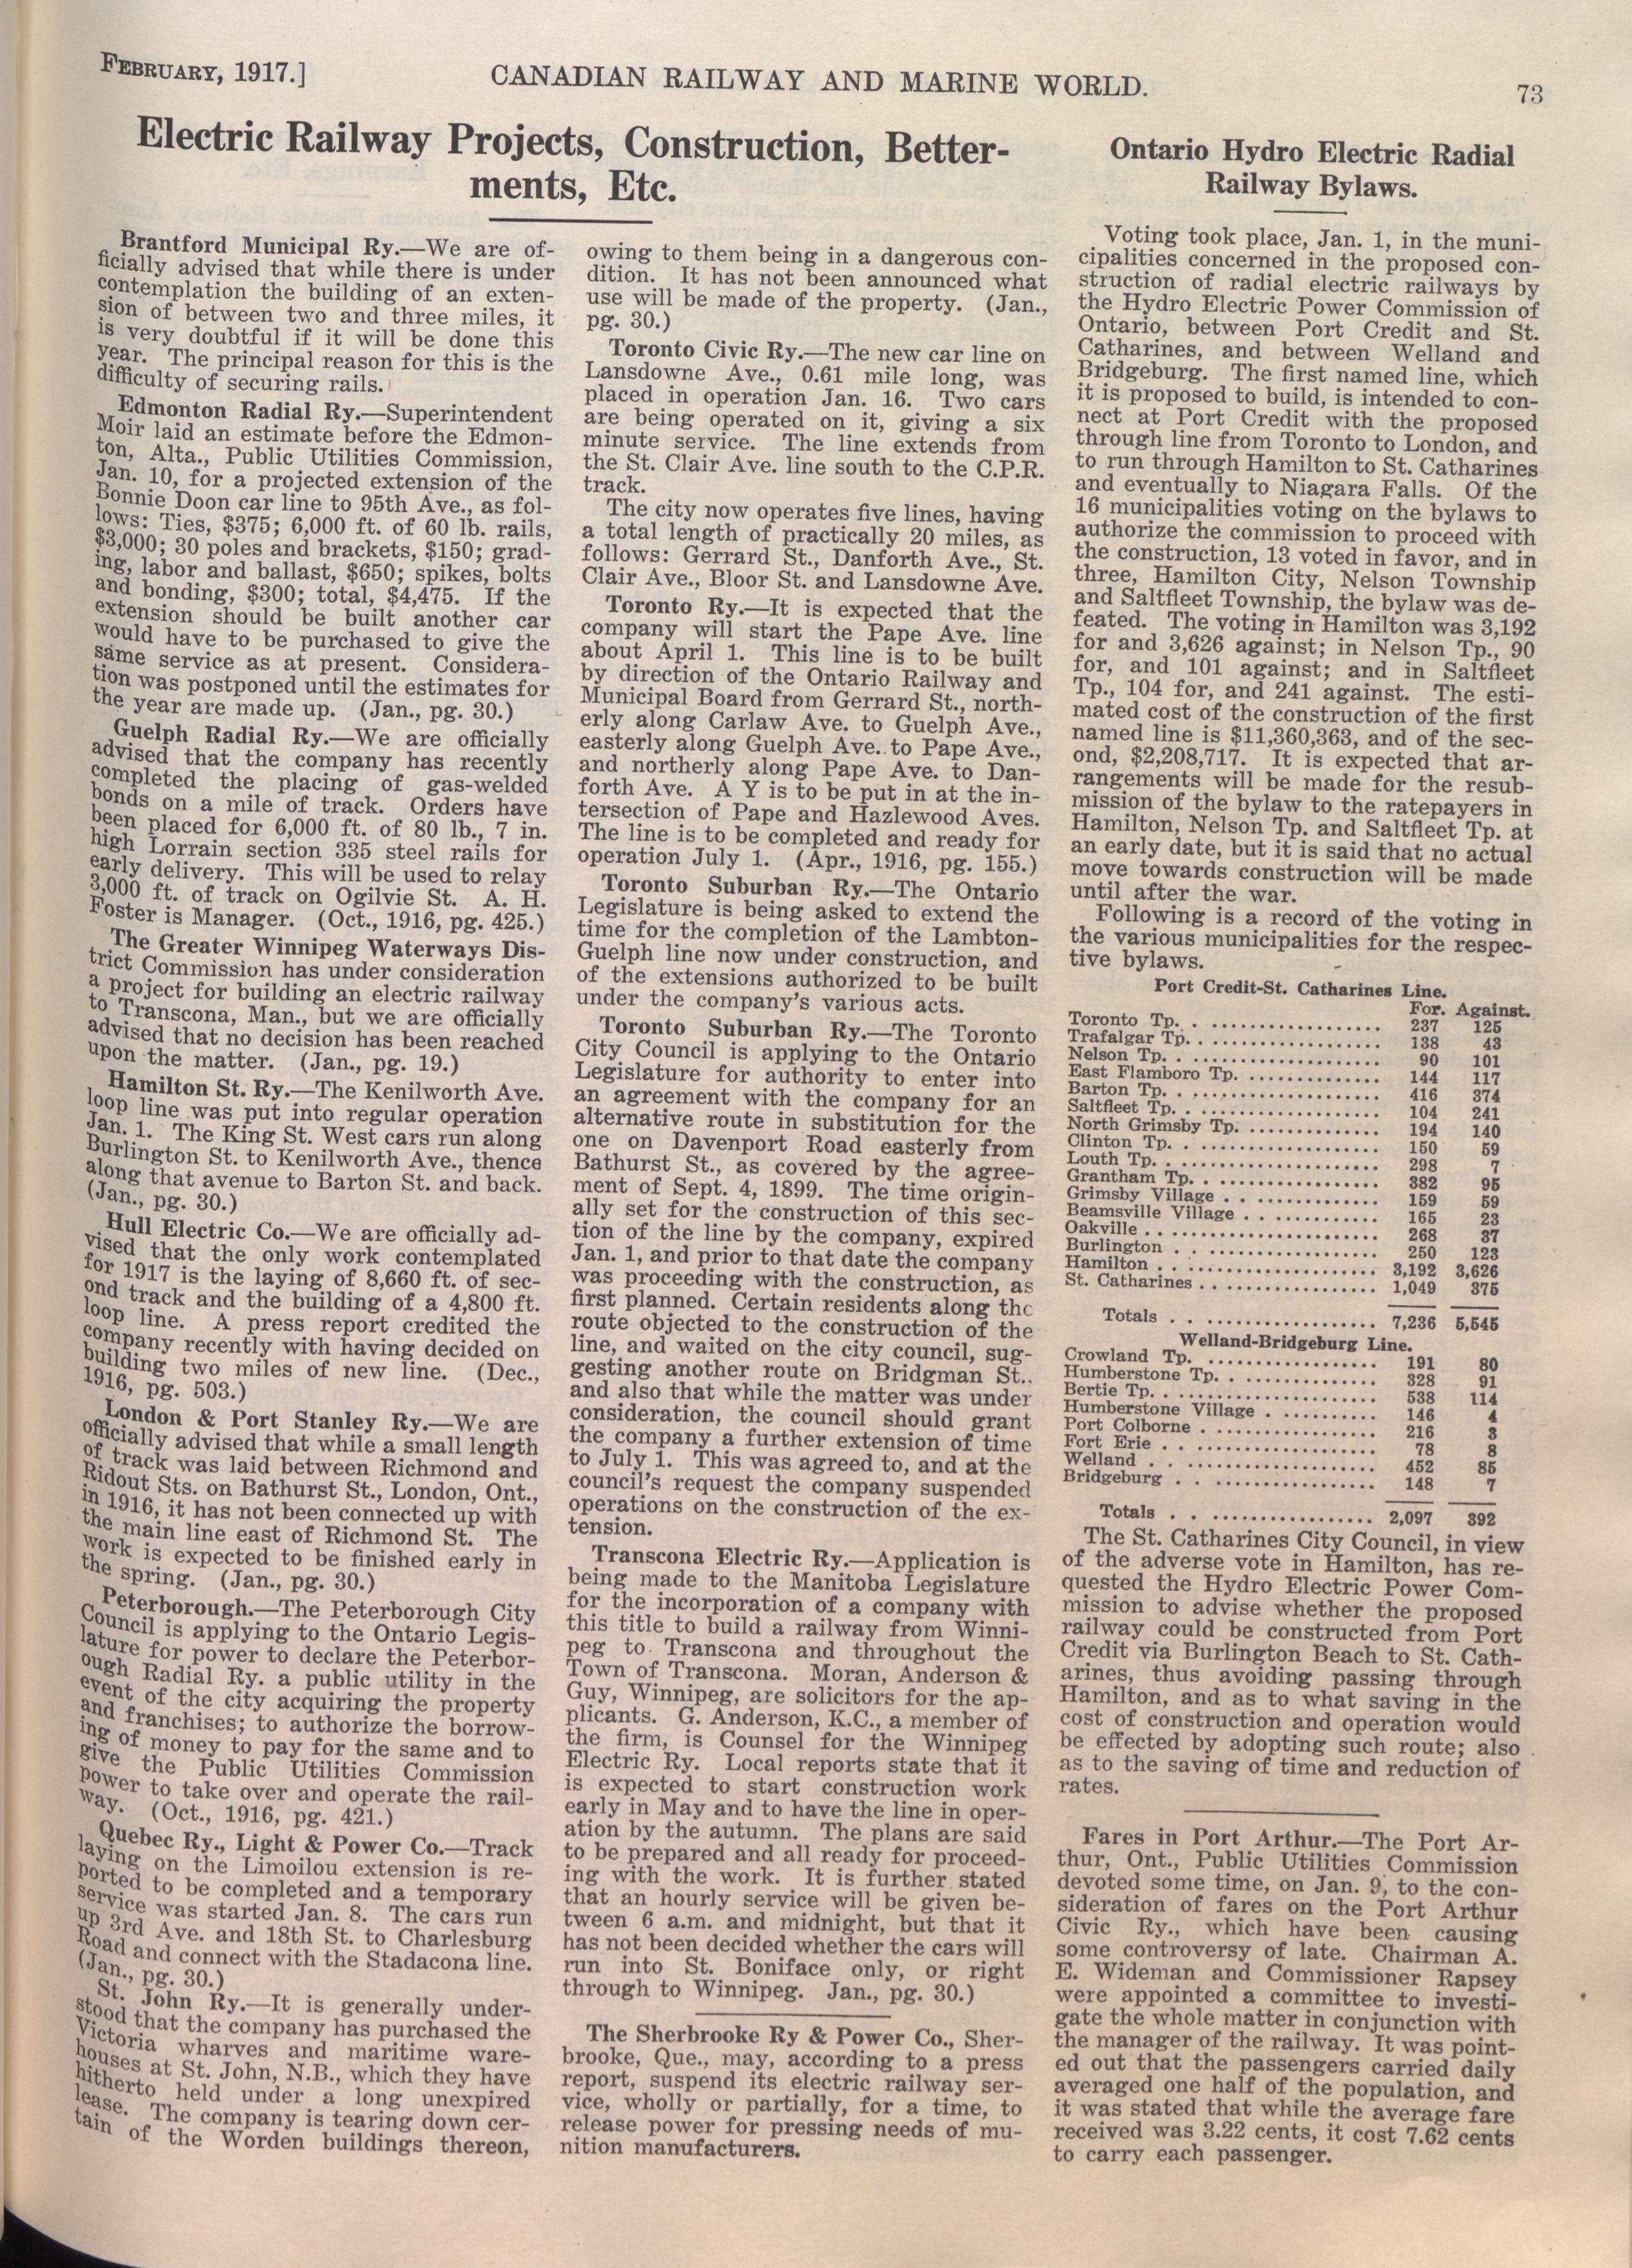 FEBRUARY, 1917.]
CANADIAN RAILWAY AND MARINE WORLD.
73
Electric Railway Projects, Construction, Better-
ments, Etc.
Brantford Municipal Ry.—We are of-
ficially advised that while there is under
contemplation the building of an exten-
sion of between two and three miles, it
is very doubtful if it will be done this
year. The principal reason for this is the
difficulty of securing rails.
Edmonton Radial Ry.—Superintendent
Moir laid an estimate before the Edmon-
ton, Alta., Public Utilities Commission,
Jan. 10, for a projected extension of the
Bonnie Doon car line to 95th Ave., as fol-
lows: Ties, $375; 6,000 ft. of 60 lb. rails,
$3,000; 30 poles and brackets, $150; grad-
ing, labor and ballast, $650; spikes, bolts
and bonding, $300; total, $4,475. If the
extension should be built another car
would have to be purchased to give the
same service as at present. Considera-
tion was postponed until the estimates for
the year are made up. (Jan., pg. 30.)
Guelph Radial Ry.—We are officially
advised that the company has recently
completed the placing of gas-welded
bonds on a mile of track. Orders have
been placed for 6,000 ft. of 80 lb., 7 in.
high Lorrain section 335 steel rails for
early delivery. This will be used to relay
3,000 ft. of track on Ogilvie St. A. H.
Foster is Manager. (Oct., 1916, pg. 425.)
The Greater Winnipeg Waterways Dis-
trict Commission has under consideration
a project for building an electric railway
to Transcona, Man., but we are officially
advised that no decision has been reached
upon the matter. (Jan., pg. 19.)
Hamilton St. Ry.—The Kenilworth Ave.
loop line was put into regular operation
Jan. 1. The King St. West cars run along
Burlington St. to Kenilworth Ave., thence
along that avenue to Barton St. and back.
(Jan., pg. 30.)
Hull Electric Co.—We are officially ad-
vised that the only work contemplated
for 1917 is the laying of 8,660 ft. of sec-
ond track and the building of a 4,800 ft.
loop line. A press report credited the
company recently with having decided on
building two miles of new line. (Dec.,
1916, pg. 503.)
London & Port Stanley Ry.—We are
officially advised that while a small length
of track was laid between Richmond and
Ridout Sts. on Bathurst St., London, Ont.,
in 1916, it has not been connected up with
the main line east of Richmond St. The
work is expected to be finished early in
the spring. (Jan., pg. 30.)
Peterborough.—The Peterborough City
Council is applying to the Ontario Legis-
lature for power to declare the Peterbor-
ough Radial Ry. a public utility in the
event of the city acquiring the property
and franchises; to authorize the borrow-
ing of money to pay for the same and to
give the Public Utilities Commission
power to take over and operate the rail-
way. (Oct., 1916, pg. 421.)
Quebec Ry., Light & Power Co.—Track
laying on the Limoilou extension is re-
ported to be completed and a temporary
service was started Jan. 8. The cars run
up 3rd Ave. and 18th St. to Charlesburg
Road and connect with the Stadacona line.
(Jan., pg. 30.)
St. John Ry.—It is generally under-
stood that the company has purchased the
Victoria wharves and maritime ware-
houses at St. John, N.B., which they have
hitherto held under a long unexpired
lease. The company is tearing down cer-
tain of the Worden buildings thereon,
owing to them being in a dangerous con-
dition. It has not been announced what
use will be made of the property. (Jan.,
pg. 30.)
Toronto Civic Ry.—The new car line on
Lansdowne Ave., 0.61 mile long, was
placed in operation Jan. 16. Two cars
are being operated on it, giving a six
minute service. The line extends from
the St. Clair Ave. line south to the C.P.R.
track.
The city now operates five lines, having
a total length of practically 20 miles, as
follows: Gerrard St., Danforth Ave., St.
Clair Ave., Bloor St. and Lansdowne Ave.
Toronto Ry.—It is expected that the
company will start the Pape Ave. line
about April 1. This line is to be built
by direction of the Ontario Railway and
Municipal Board from Gerrard St., north-
erly along Carlaw Ave. to Guelph Ave.,
easterly along Guelph Ave. to Pape Ave.,
and northerly along Pape Ave. to Dan-
forth Ave. A Y is to be put in at the in-
tersection of Pape and Hazlewood Aves.
The line is to be completed and ready for
operation July 1. (Apr., 1916, pg. 155.)
Toronto Suburban Ry.—The Ontario
Legislature is being asked to extend the
time for the completion of the Lambton-
Guelph line now under construction, and
of the extensions authorized to be built
under the company's various acts.
Toronto Suburban Ry.—The Toronto
City Council is applying to the Ontario
Legislature for authority to enter into
an agreement with the company for an
alternative route in substitution for the
one on Davenport Road easterly from
Bathurst St., as covered by the agree-
ment of Sept. 4, 1899. The time origin-
ally set for the construction of this sec-
tion of the line by the company, expired
Jan. 1, and prior to that date the company
was proceeding with the construction, as
first planned. Certain residents along the
route objected to the construction of the
line, and waited on the city council, sug-
gesting another route on Bridgman St.,
and also that while the matter was under
consideration, the council should grant
the company a further extension of time
to July 1. This was agreed to, and at the
council's request the company suspended
operations on the construction of the ex-
tension.
Transcona Electric Ry.—Application is
being made to the Manitoba Legislature
for the incorporation of a company with
this title to build a railway from Winni-
peg to Transcona and throughout the
Town of Transcona. Moran, Anderson &
Guy, Winnipeg, are solicitors for the ap-
plicants. G. Anderson, K.C., a member of
the firm, is Counsel for the Winnipeg
Electric Ry. Local reports state that it
is expected to start construction work
early in May and to have the line in oper-
ation by the autumn. The plans are said
to be prepared and all ready for proceed-
ing with the work. It is further stated
that an hourly service will be given be-
tween 6 a.m. and midnight, but that it
has not been decided whether the cars will
run into St. Boniface only, or right
through to Winnipeg. Jan., pg. 30.)
The Sherbrooke Ry & Power Co., Sher-
brooke, Que., may, according to a press
report, suspend its electric railway ser-
vice, wholly or partially, for a time, to
release power for pressing needs of mu-
nition manufacturers.
Ontario Hydro Electric Radial
Railway Bylaws.
Voting took place, Jan. 1, in the muni-
cipalities concerned in the proposed con-
struction of radial electric railways by
the Hydro Electric Power Commission of
Ontario, between Port Credit and St.
Catharines, and between Welland and
Bridgeburg. The first named line, which
it is proposed to build, is intended to con-
nect at Port Credit with the proposed
through line from Toronto to London, and
to run through Hamilton to St. Catharines
and eventually to Niagara Falls. Of the
16 municipalities voting on the bylaws to
authorize the commission to proceed with
the construction, 13 voted in favor, and in
three, Hamilton City, Nelson Township
and Saltfleet Township, the bylaw was de-
feated. The voting in Hamilton was 3,192
for and 3,626 against; in Nelson Tp., 90
for, and 101 against; and in Saltfleet
Tp., 104 for, and 241 against. The esti-
mated cost of the construction of the first
named line is $11,360,363, and of the sec-
ond, $2,208,717. It is expected that ar-
rangements will be made for the resub-
mission of the bylaw to the ratepayers in
Hamilton, Nelson Tp. and Saltfleet Tp. at
an early date, but it is said that no actual
move towards construction will be made
until after the war.
Following is a record of the voting in
the various municipalities for the respec-
tive bylaws.
Port Credit-St. Catharines Line.
For. Against.
Toronto Tp. . .................. 237 125
Trafalgar Tp. . .................. 138 43
Nelson Tp. . .................. 90 101
East Flamboro Tp. .............. 144 117
Barton Tp. . .................. 416 374
Saltfleet Tp. . .................. 104 241
North Grimsby Tp. .............. 194 140
Clinton Tp. . .................. 150 59
Louth Tp. . .................. 298 7
Grantham Tp. . .................. 382 95
Grimsby Village . . .............. 159 59
Beamsville Village . . ............ 165 23
Oakville . . .................. 268 37
Burlington . . .................. 250 123
Hamilton . . .................. 3,192 3,626
St. Catharines . . ................ 1,049 375
Totals . . .................. 7,236 5,545
Welland-Bridgeburg Line.
Crowland Tp. .................. 191 80
Humberstone Tp. . .............. 328 91
Bertie Tp. . .................. 538 114
Humberstone Village . .......... 146 4
Port Colborne . .................. 216 3
Fort Erie . . .................. 78 8
Welland . . .................. 452 85
Bridgeburg . . .................. 148 7
Totals . . .................. 2,097 392
The St. Catharines City Council, in view
of the adverse vote in Hamilton, has re-
quested the Hydro Electric Power Com-
mission to advise whether the proposed
railway could be constructed from Port
Credit via Burlington Beach to St. Cath-
arines, thus avoiding passing through
Hamilton, and as to what saving in the
cost of construction and operation would
be effected by adopting such route; also
as to the saving of time and reduction of
rates.
Fares in Port Arthur.—The Port Ar-
thur, Ont., Public Utilities Commission
devoted some time, on Jan. 9, to the con-
sideration of fares on the Port Arthur
Civic Ry., which have been causing
some controversy of late. Chairman A.
E. Wideman and Commissioner Rapsey
were appointed a committee to investi-
gate the whole matter in conjunction with
the manager of the railway. It was point-
ed out that the passengers carried daily
averaged one half of the population, and
it was stated that while the average fare
received was 3.22 cents, it cost 7.62 cents
to carry each passenger.